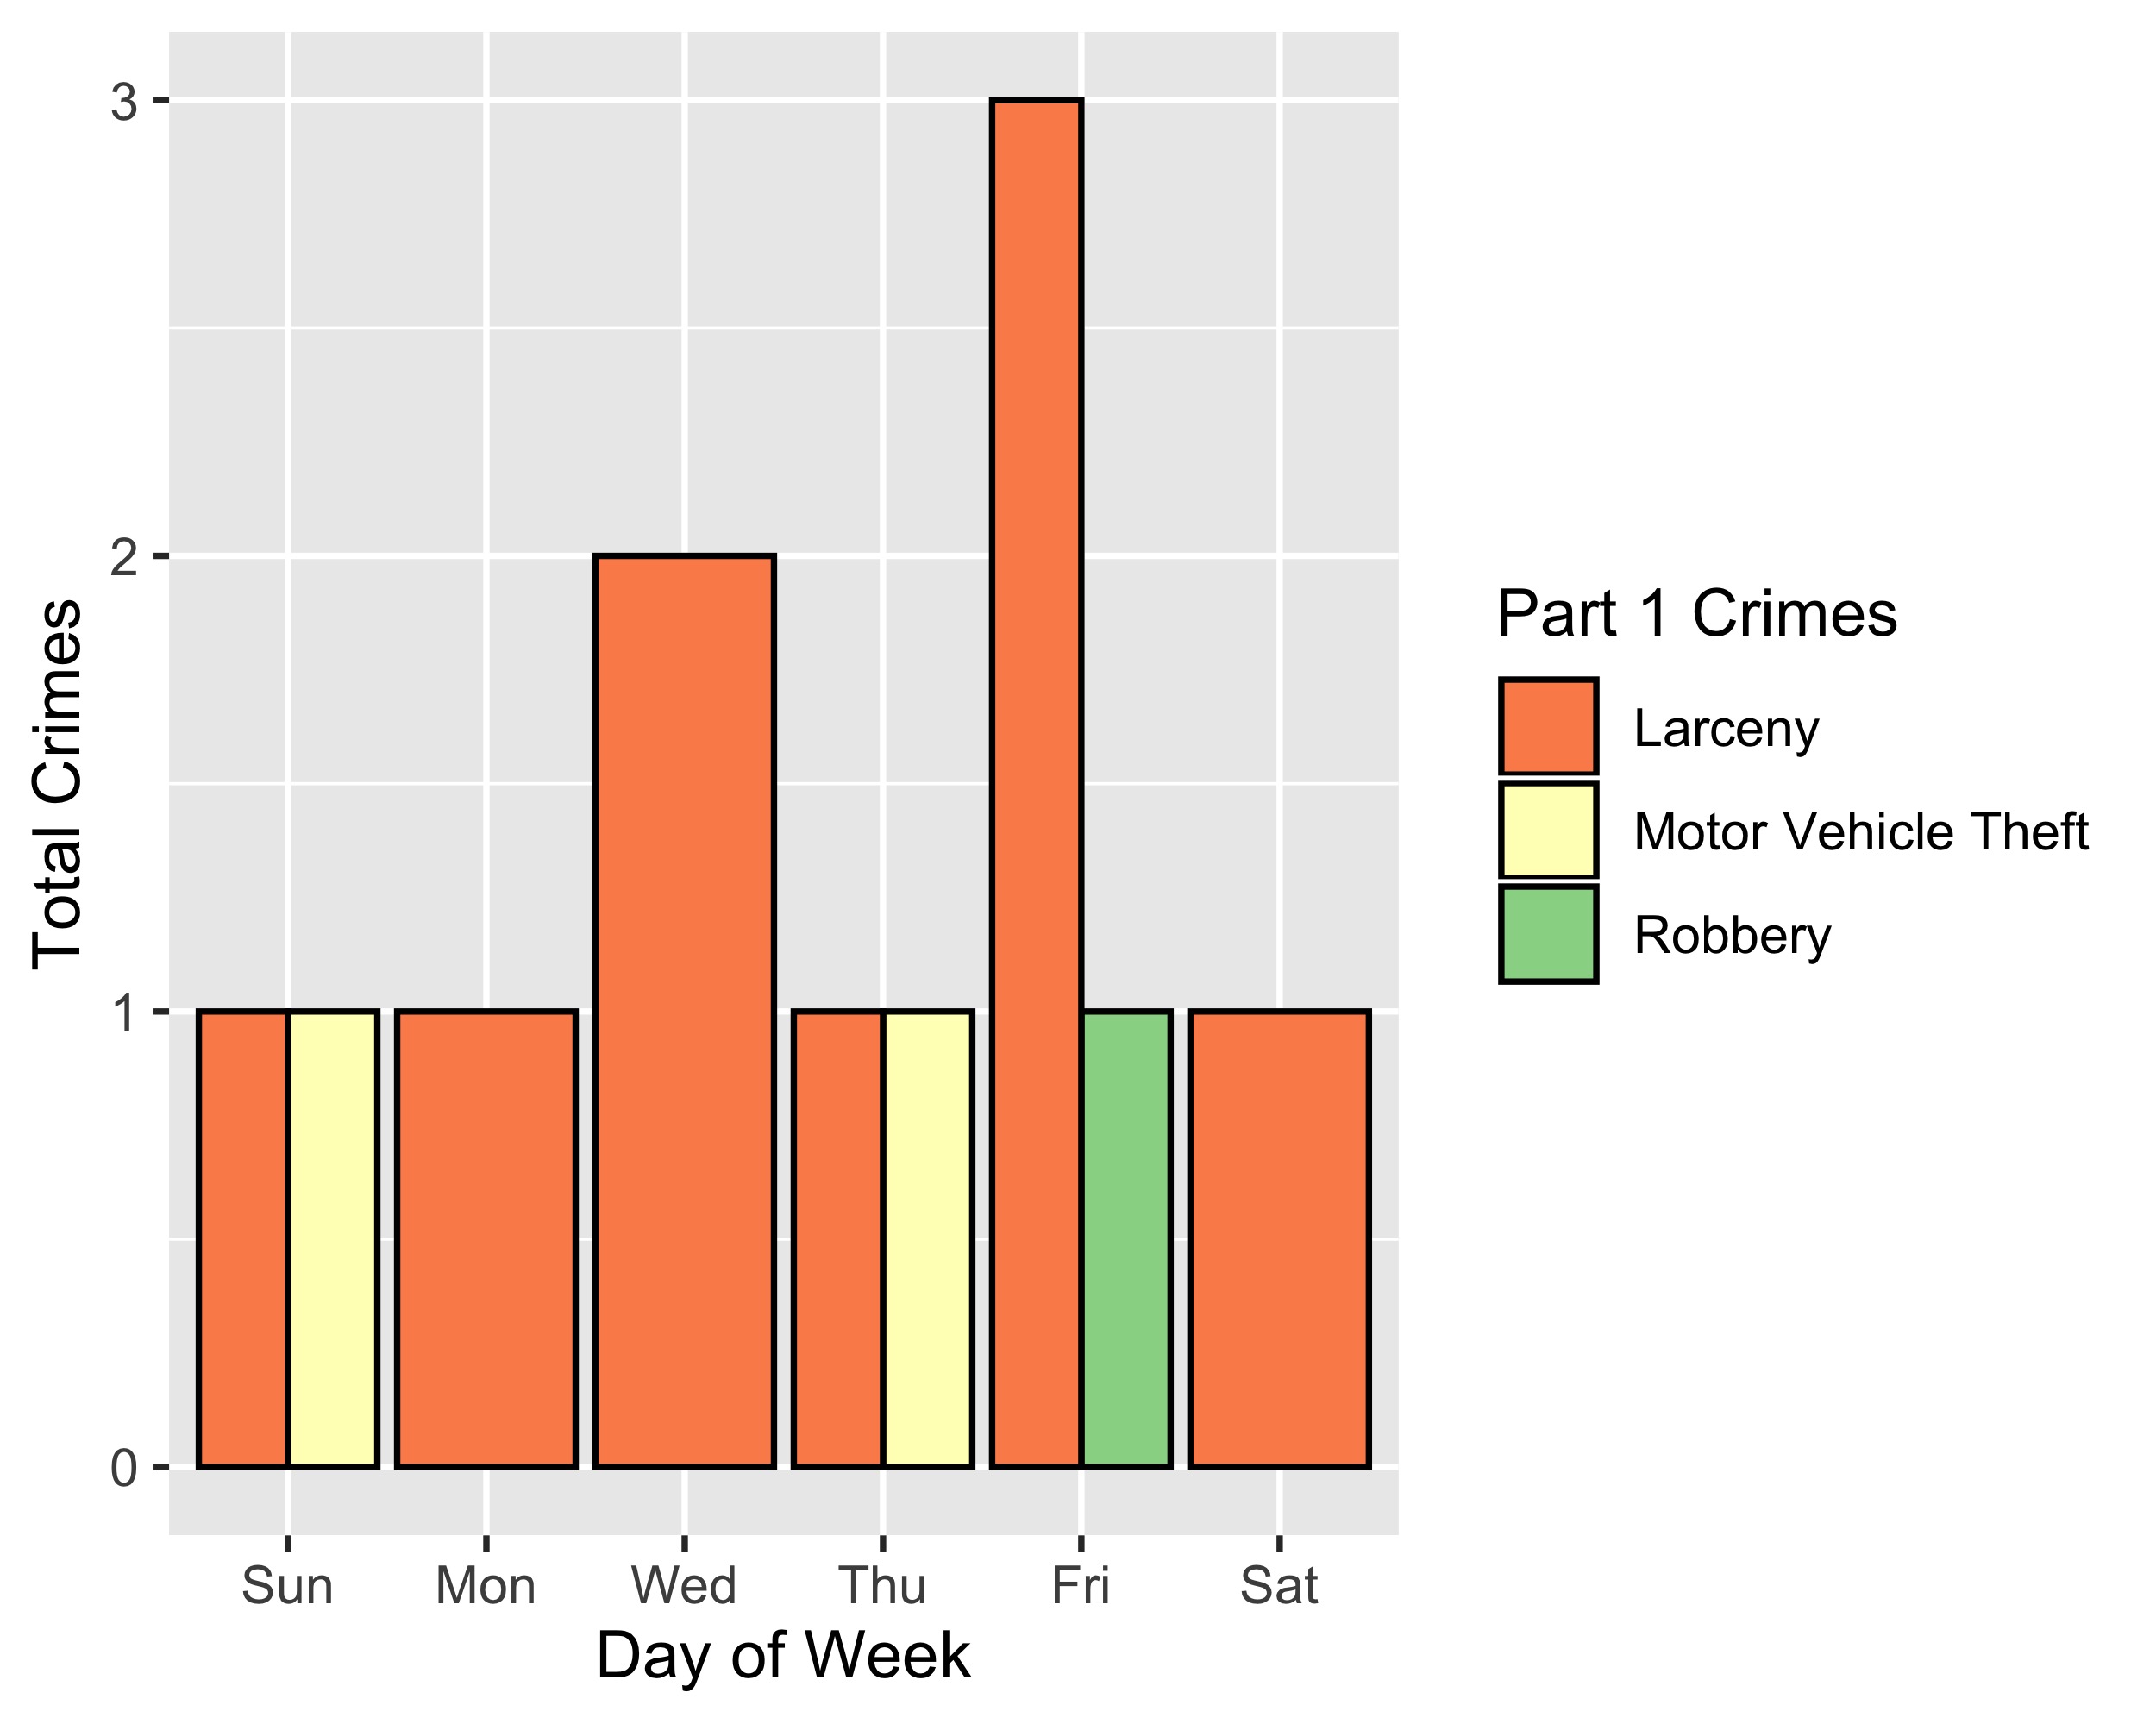 3
2
1
0
Total Crimes
Sun Mon Wed Thu Fri Sat
Day of Week
Part 1 Crimes
Larceny
Motor Vehicle Theft
Robbery